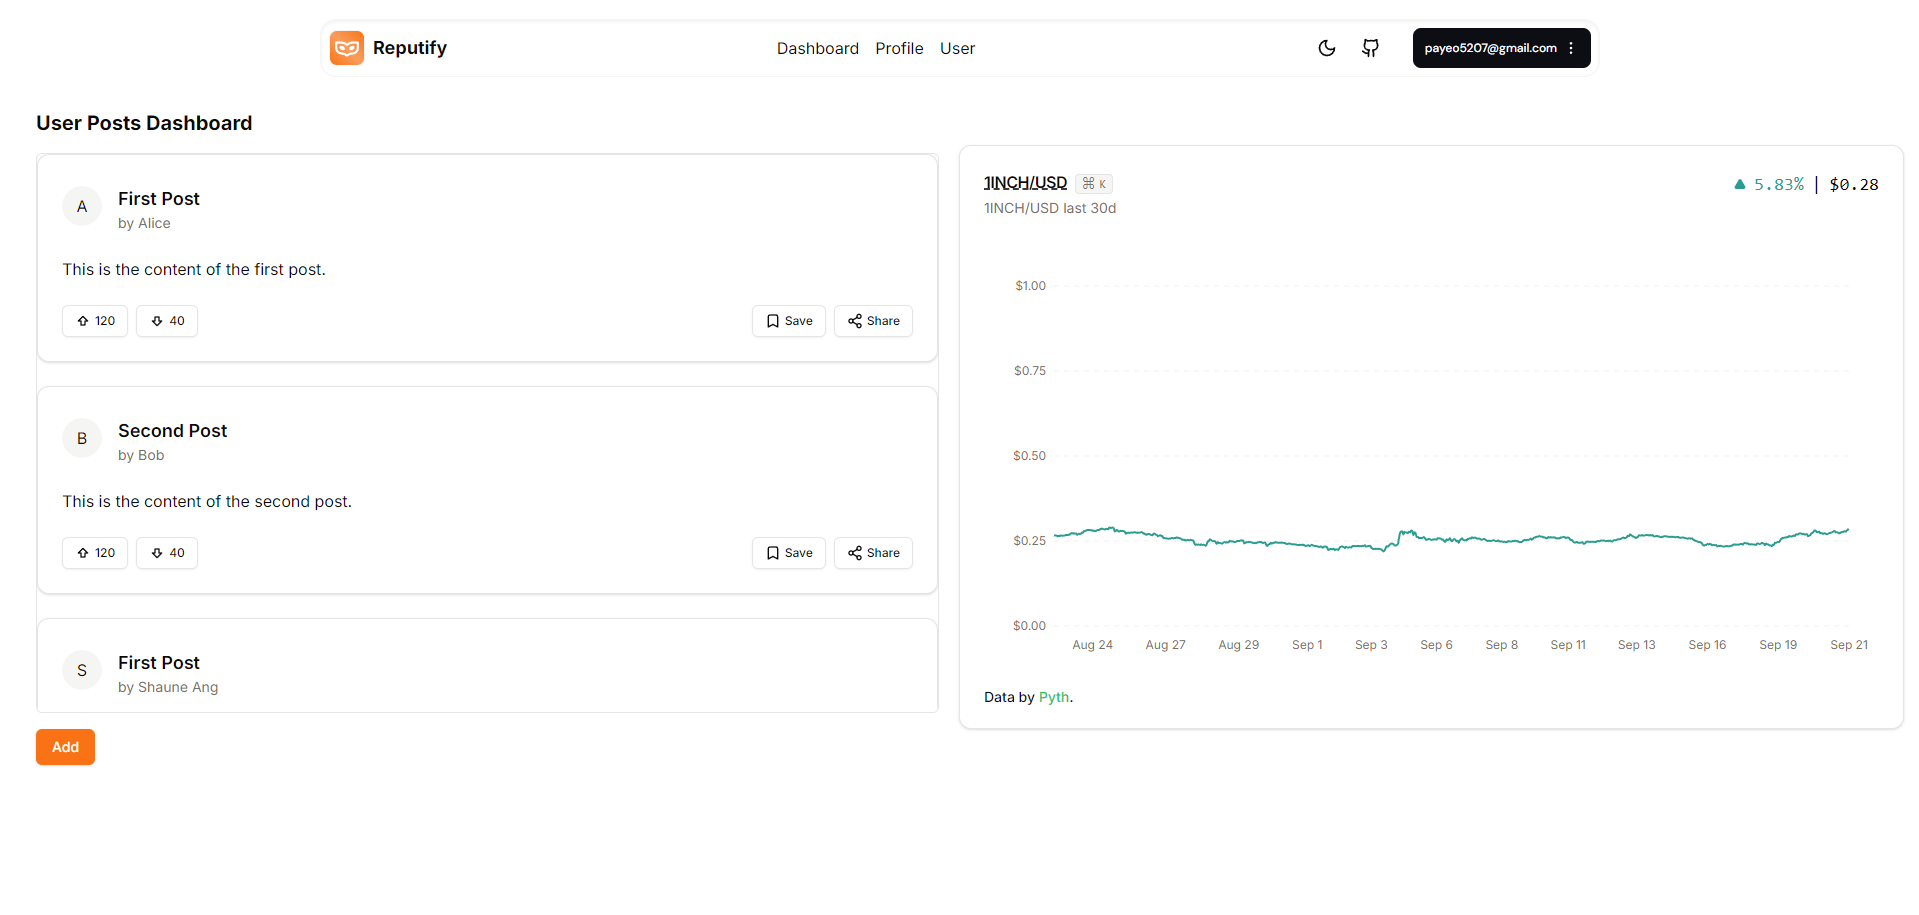 Reputify
Dashboard Profile User
payeo5207@gmail.com
User Posts Dashboard
A
First Post
by Alice
This is the content of the first post.
120 40 Save Share
B
Second Post
by Bob
This is the content of the second post.
120 40 Save Share
S
First Post
by Shaune Ang
Add
1INCH/USD ⌘ K
▲ 5.83% | $0.28
1INCH/USD last 30d
$1.00
$0.75
$0.50
$0.25
$0.00
Aug 24 Aug 27 Aug 29 Sep 1 Sep 3 Sep 6 Sep 8 Sep 11 Sep 13 Sep 16 Sep 19 Sep 21
Data by Pyth.